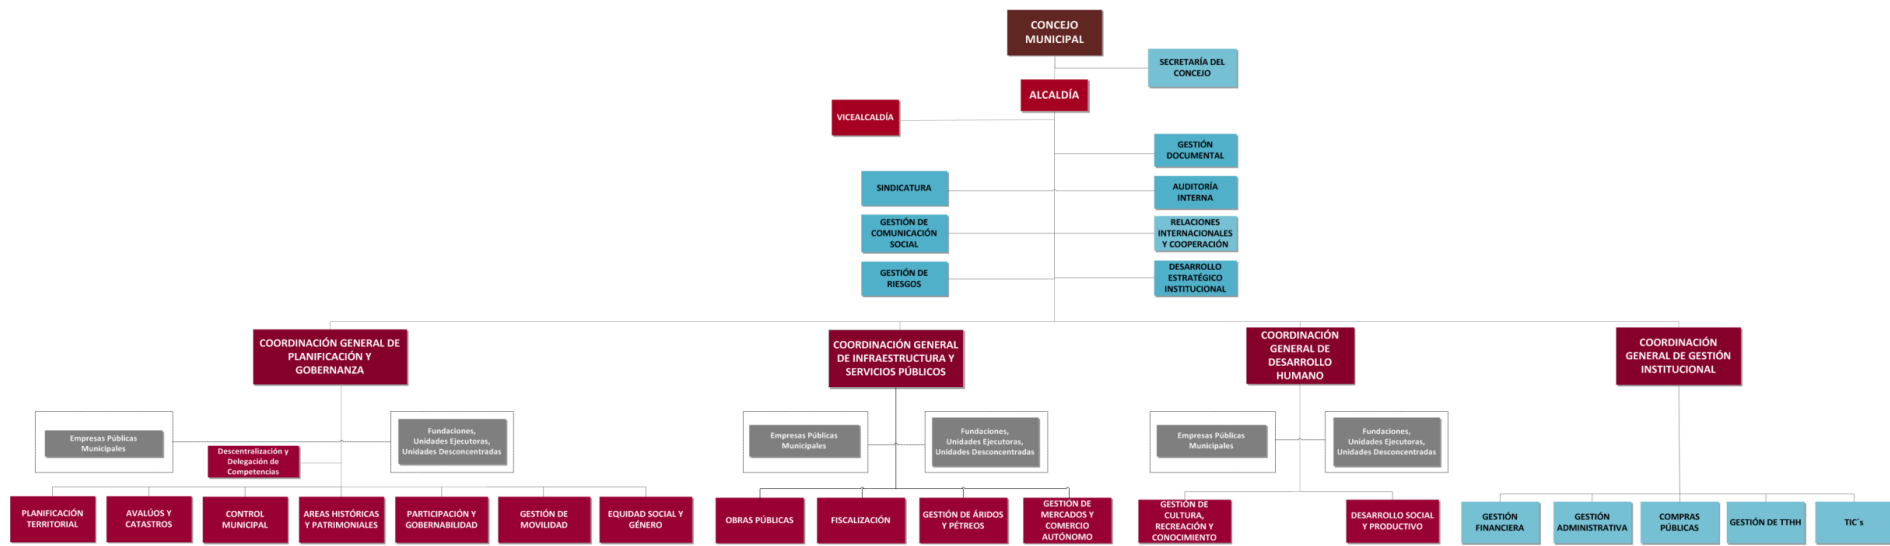 CONCEJO
MUNICIPAL
SECRETARÍA DEL
CONCEJO
ALCALDÍA
VICEALCALDÍA
GESTIÓN
DOCUMENTAL
SINDICATURA
AUDITORÍA
INTERNA
GESTIÓN DE
COMUNICACIÓN
SOCIAL
RELACIONES
INTERNACIONALES
Y COOPERACIÓN
GESTIÓN DE
RIESGOS
DESARROLLO
ESTRATÉGICO
INSTITUCIONAL
COORDINACIÓN GENERAL DE
PLANIFICACIÓN Y
GOBERNANZA
COORDINACIÓN GENERAL
DE INFRAESTRUCTURA Y
SERVICIOS PÚBLICOS
COORDINACIÓN
GENERAL DE
DESARROLLO
HUMANO
COORDINACIÓN
GENERAL DE GESTIÓN
INSTITUCIONAL
Empresas Públicas
Municipales
Fundaciones,
Unidades Ejecutoras,
Unidades Desconcentradas
Descentralización y
Delegación de
Competencias
Empresas Públicas
Municipales
Fundaciones,
Unidades Ejecutoras,
Unidades Desconcentradas
Empresas Públicas
Municipales
Fundaciones,
Unidades Ejecutoras,
Unidades Desconcentradas
PLANIFICACIÓN
TERRITORIAL
AVALÚOS Y
CATASTROS
CONTROL
MUNICIPAL
AREAS HISTÓRICAS
Y PATRIMONIALES
PARTICIPACIÓN Y
GOBERNABILIDAD
GESTIÓN DE
MOVILIDAD
EQUIDAD SOCIAL Y
GÉNERO
OBRAS PÚBLICAS
FISCALIZACIÓN
GESTIÓN DE ÁRIDOS
Y PÉTREOS
GESTIÓN DE
MERCADOS Y
COMERCIO
AUTÓNOMO
GESTIÓN DE
CULTURA,
RECREACIÓN Y
CONOCIMIENTO
DESARROLLO SOCIAL
Y PRODUCTIVO
GESTIÓN
FINANCIERA
GESTIÓN
ADMINISTRATIVA
COMPRAS
PÚBLICAS
GESTIÓN DE TTHH
TIC´s